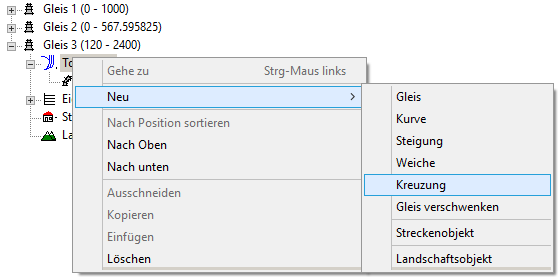 Gleis 1 (0 - 1000)
Gleis 2 (0 - 567.595825)
Gleis 3 (120 - 2400)
Gehe zu Strg-Maus links
Neu
Nach Position sortieren
Nach Oben
Nach unten
Ausschneiden
Kopieren
Einfügen
Löschen
Gleis
Kurve
Steigung
Weiche
Kreuzung
Gleis verschwenken
Streckenobjekt
Landschaftsobjekt